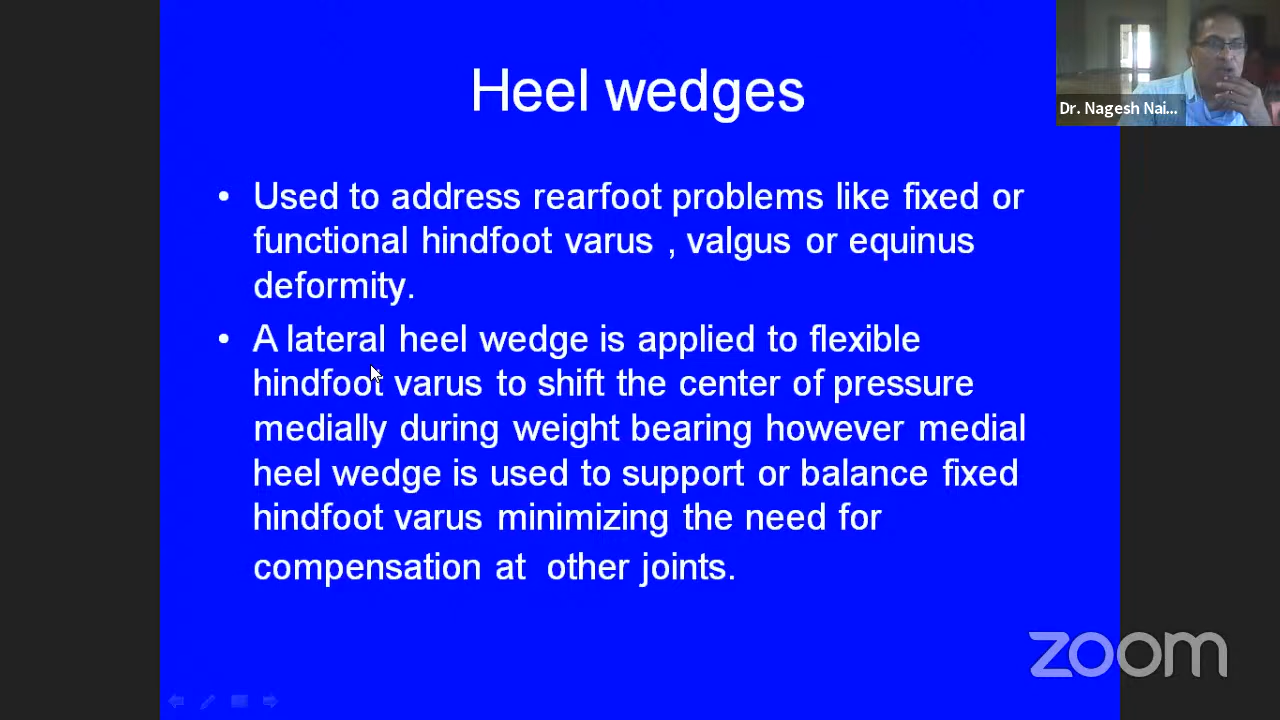 Heel wedges
Dr. Nagesh Nai...
• Used to address rearfoot problems like fixed or
functional hindfoot varus , valgus or equinus
deformity.
• A lateral heel wedge is applied to flexible
hindfoot varus to shift the center of pressure
medially during weight bearing however medial
heel wedge is used to support or balance fixed
hindfoot varus minimizing the need for
compensation at other joints.
zoom